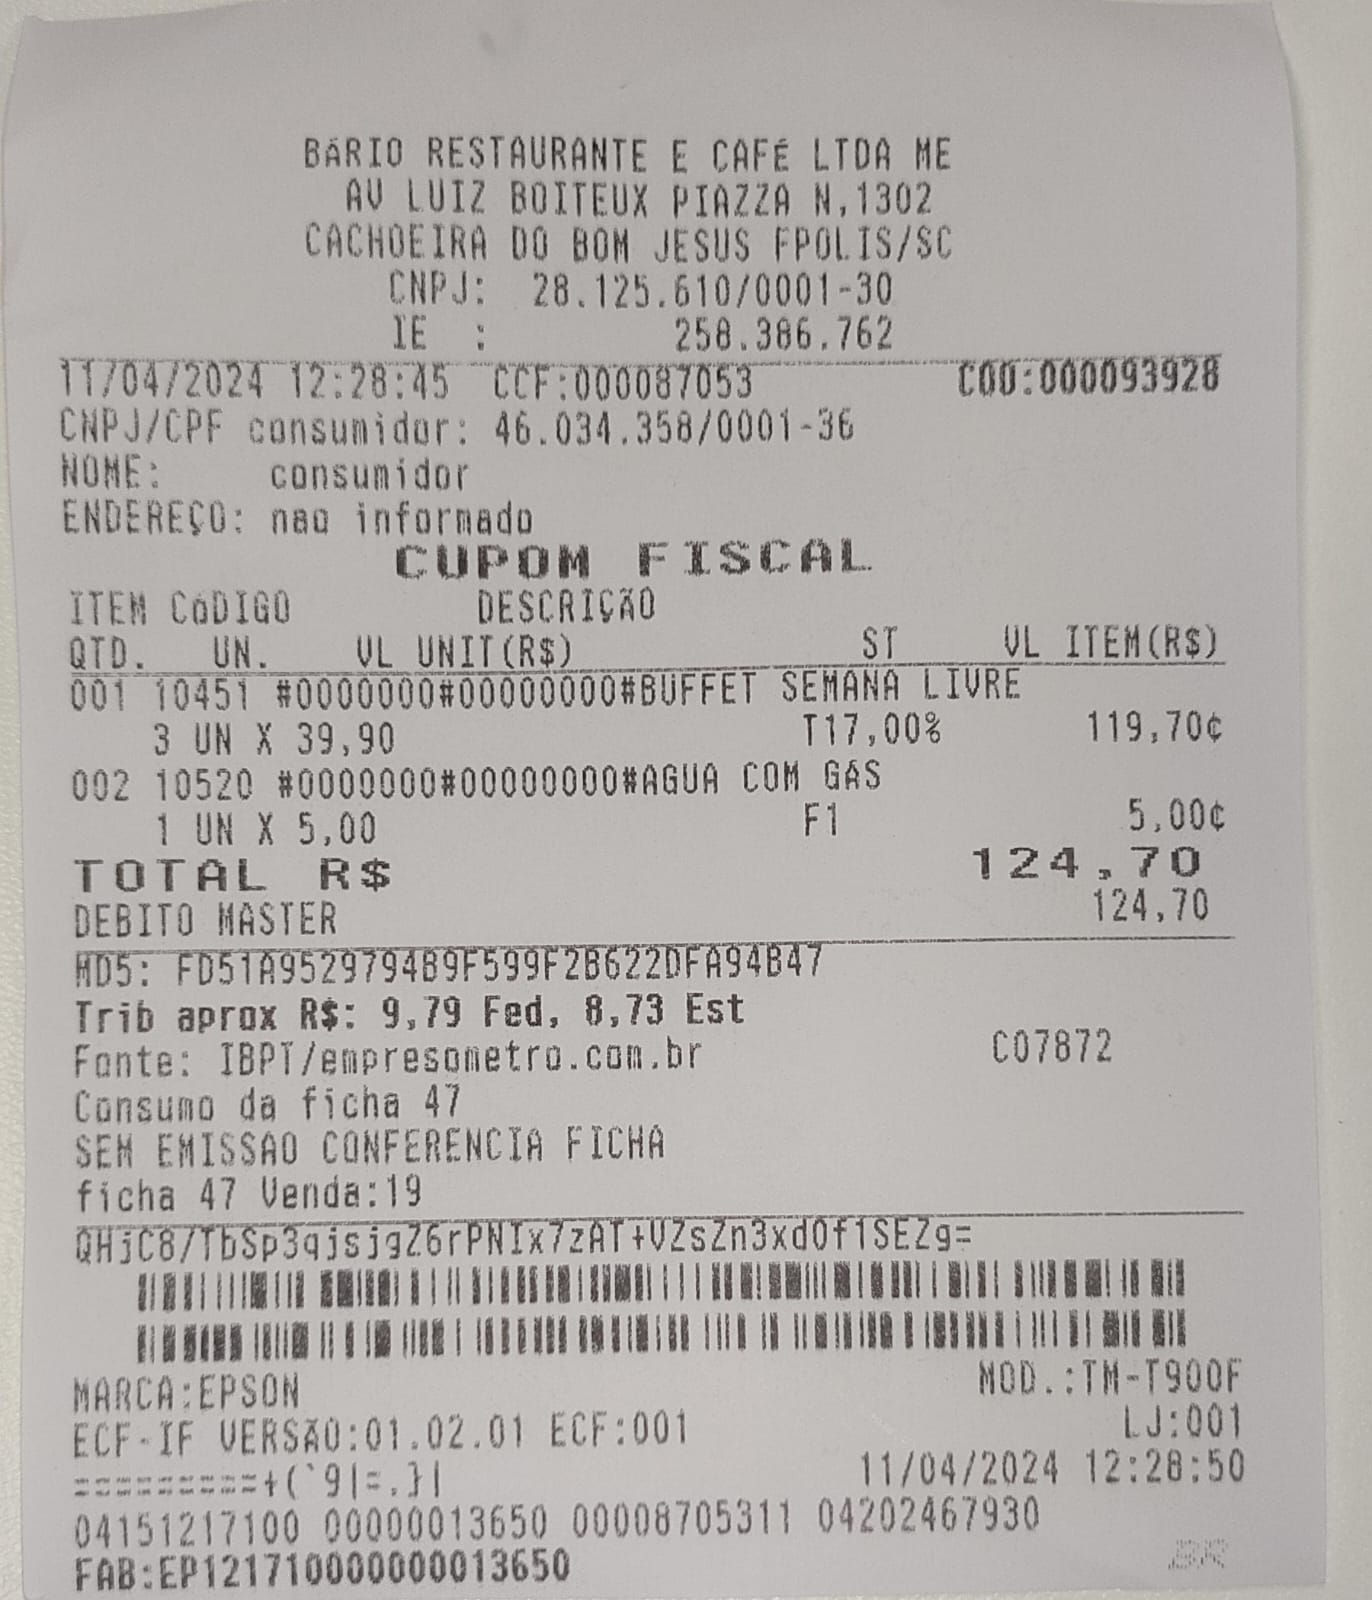 BÁRIO RESTAURANTE E CAFÉ LTDA ME
AV LUIZ BOITEUX PIAZZA N,1302
CACHOEIRA DO BOM JESUS FPOLIS/SC
CNPJ: 28.125.610/0001-30
IE : 258.386.762
11/04/2024 12:28:45 CCF:000087053 COO:000093928
CNPJ/CPF consumidor: 46.034.358/0001-36
NOME: consumidor
ENDEREÇO: nao informado
CUPOM FISCAL
ITEM CÓDIGO DESCRIÇÃO
QTD. UN. VL UNIT(R$) ST VL ITEM(R$)
001 10451 #0000000#00000000#BUFFET SEMANA LIVRE
3 UN X 39,90 T17,00% 119,70¢
002 10520 #0000000#00000000#AGUA COM GÁS
1 UN X 5,00 F1 5,00¢
TOTAL R$ 124,70
DEBITO MASTER 124,70
MD5: FD51A9529794B9F599F2B622DFA94B47
Trib aprox R$: 9,79 Fed, 8,73 Est
Fonte: IBPT/empresometro.com.br C07872
Consumo da ficha 47
SEM EMISSAO CONFERENCIA FICHA
ficha 47 Venda:19
QHjC8/TbSp3qjsjgZ6rPNIx7zAT+VZsZn3xdOf1SEZg=
MARCA:EPSON MOD.:TM-T900F
ECF-IF VERSÃO:01.02.01 ECF:001 LJ:001
=========+(`9|=.}| 11/04/2024 12:28:50
04151217100 00000013650 00008705311 04202467930
FAB:EP121710000000013650 BR